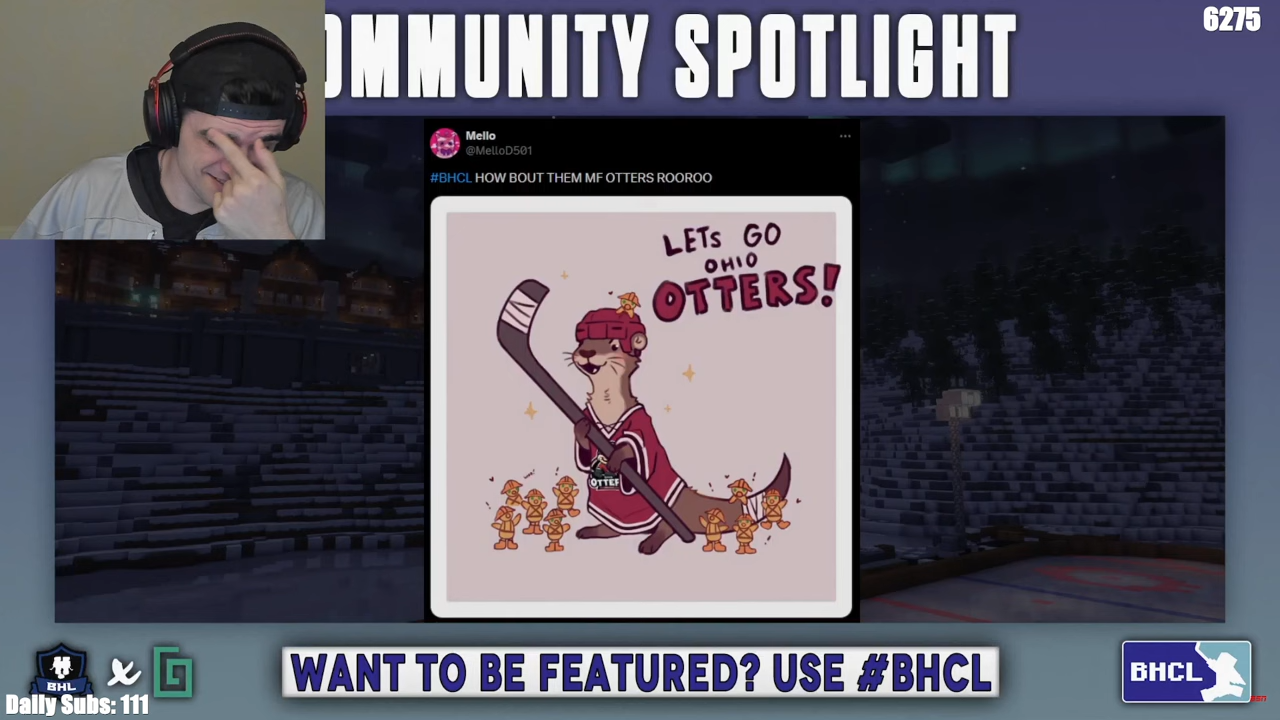 OMMUNITY SPOTLIGHT
6275
Mello
@MelloD501
#BHCL HOW BOUT THEM MF OTTERS ROOROO
LETs GO
OHIO
OTTERS!
OTTER
BHL
Daily Subs: 111
WANT TO BE FEATURED? USE #BHCL
BHCL